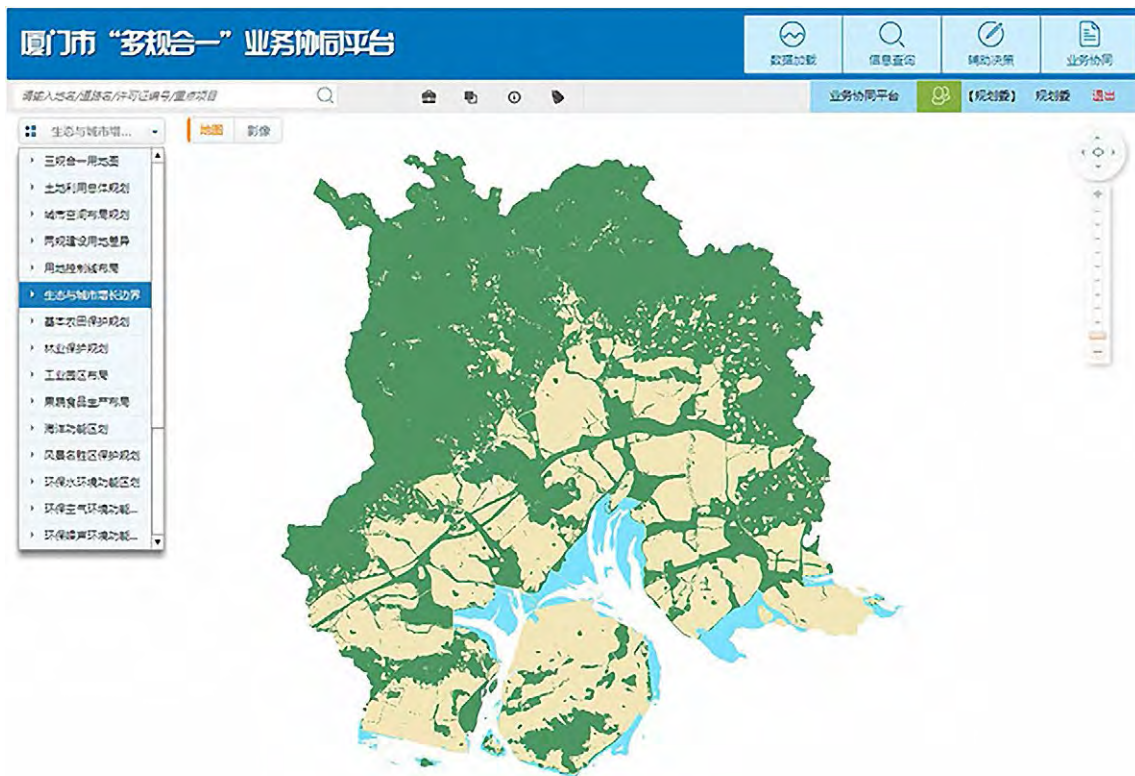 厦门市“多规合一”业务协同平台
数据加载
信息查询
辅助决策
业务协同
请输入地名/道路名/许可证编号/重点项目
业务协同平台
【规划委】
规划委
退出
生态与城市增...
地图
影像
三规合一用地图
土地利用总体规划
城市空间布局规划
两规建设用地差异
用地控制线布局
生态与城市增长边界
基本农田保护规划
林业保护规划
工业园区布局
海洋功能区划
风景名胜区保护规划
环保水环境功能区划
环保空气环境功能...
环保噪声环境功能...